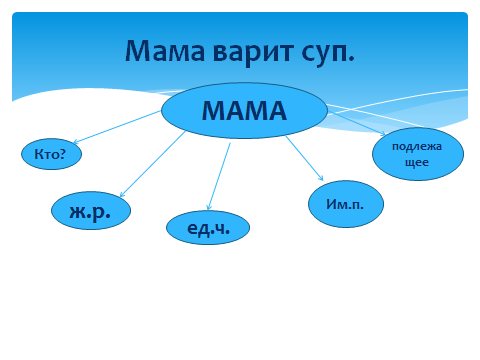 Мама варит суп.
МАМА
Кто?
ж.р.
ед.ч.
Им.п.
подлежа
щее